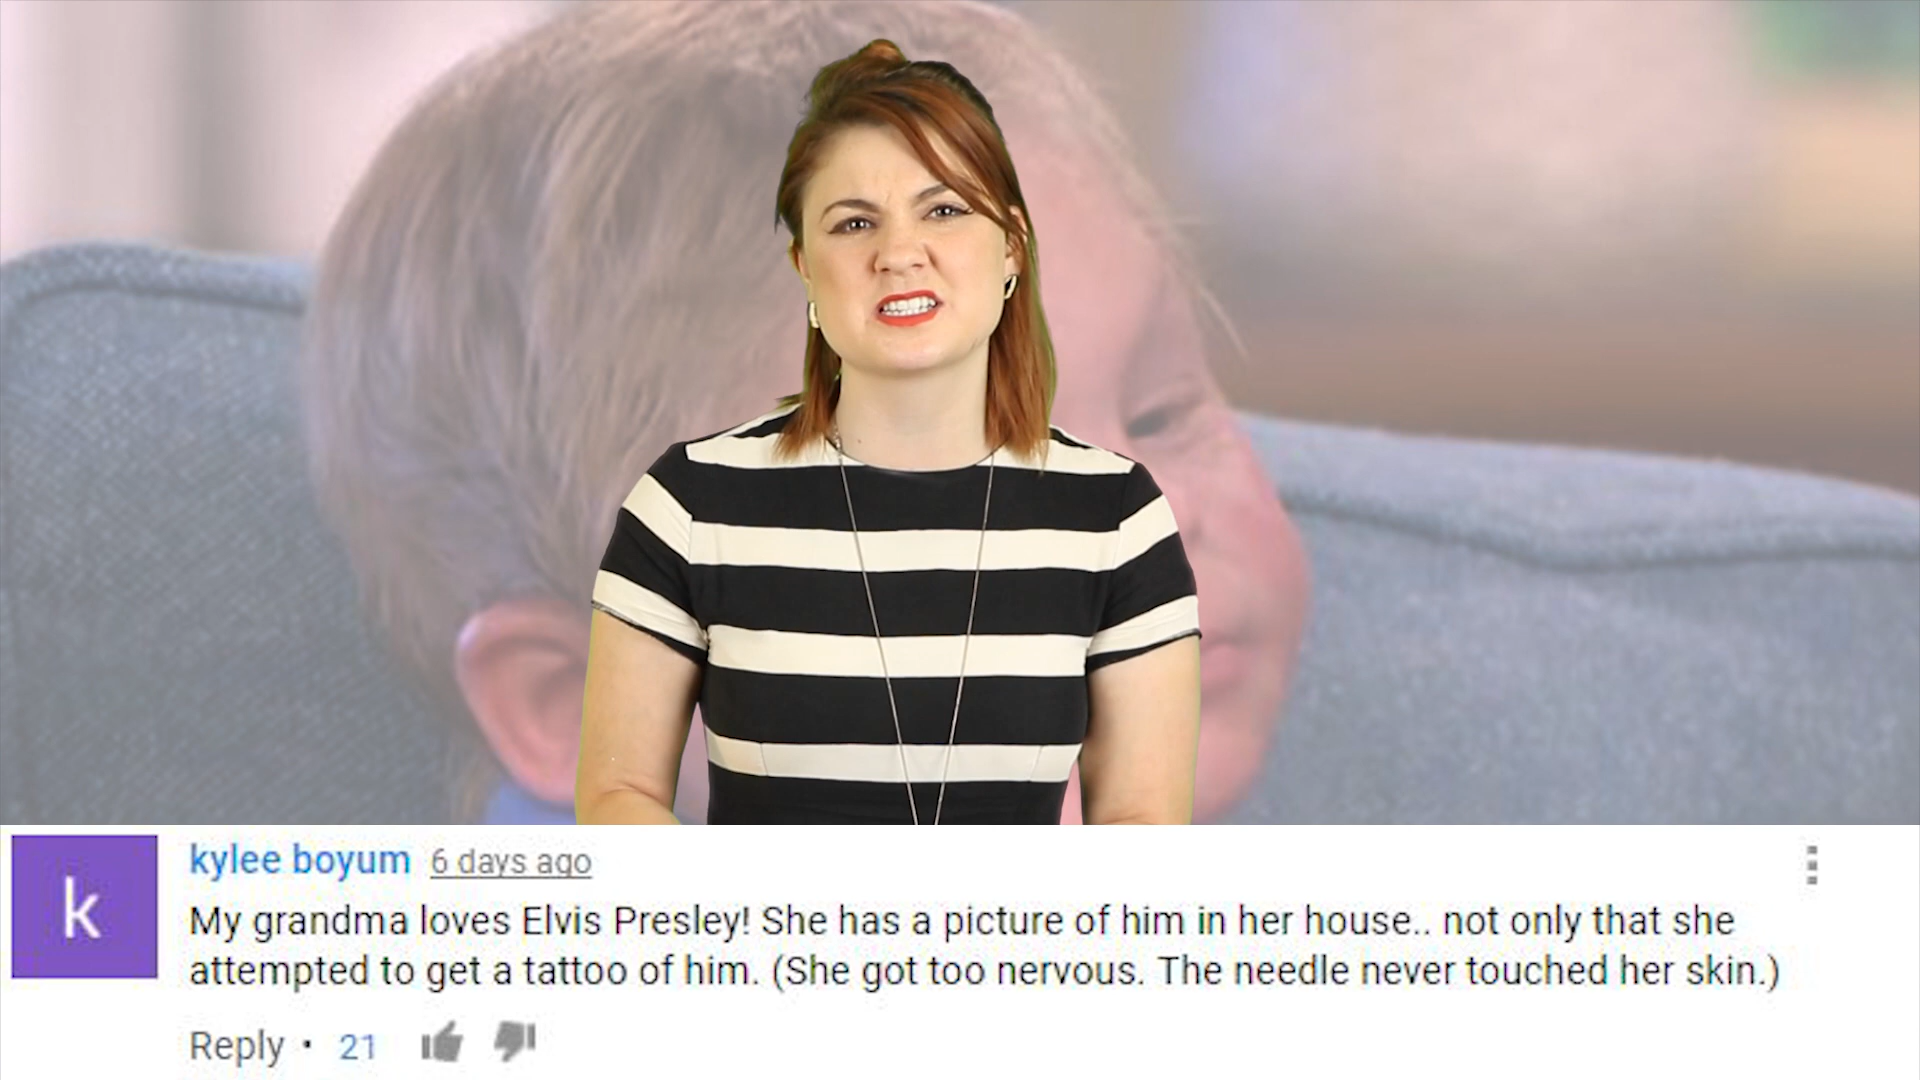 k
kylee boyum 6 days ago
My grandma loves Elvis Presley! She has a picture of him in her house.. not only that she
attempted to get a tattoo of him. (She got too nervous. The needle never touched her skin.)
Reply • 21